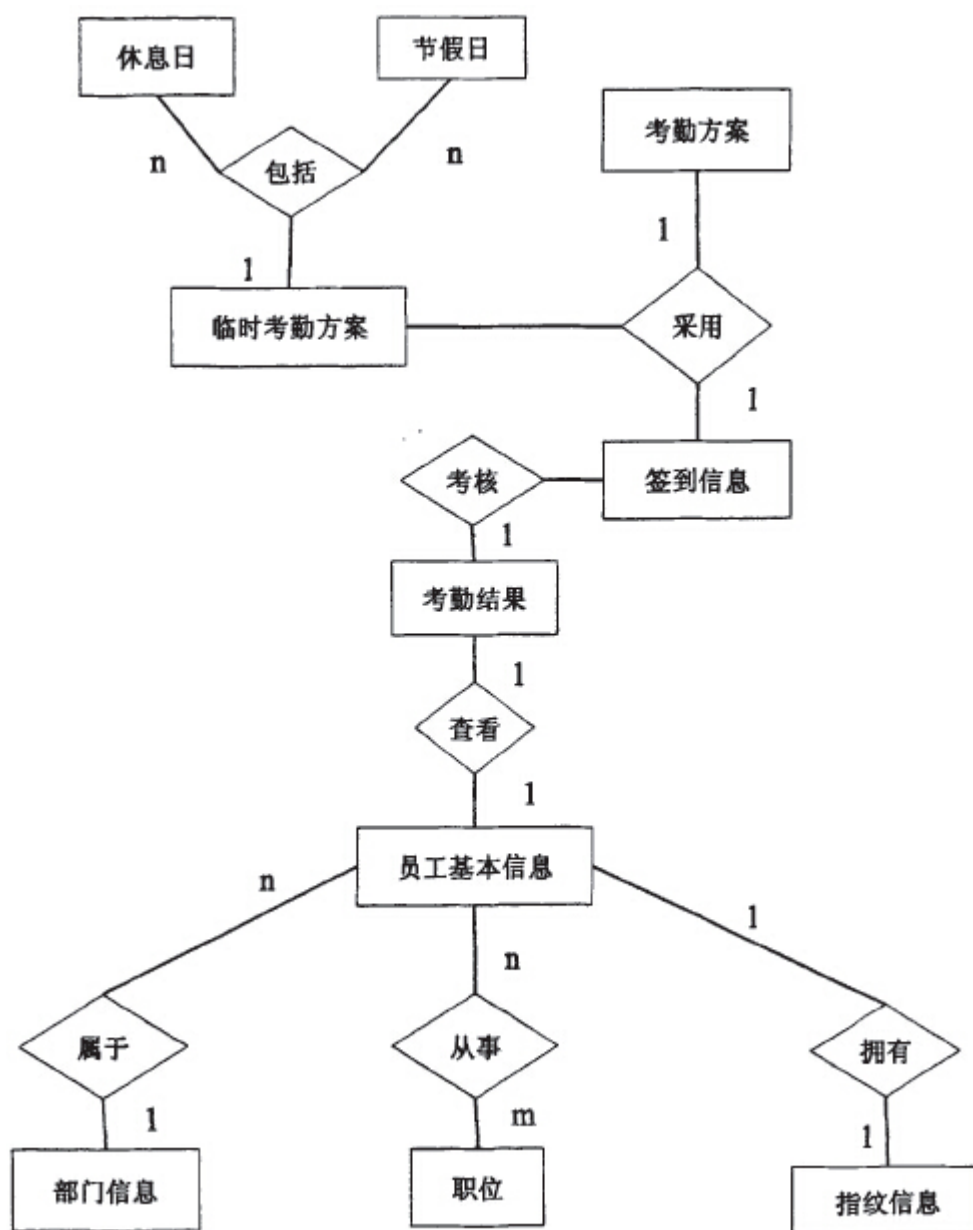 休息日
节假日
考勤方案
n
包括
n
1
1
临时考勤方案
采用
1
考核
签到信息
1
考勤结果
1
查看
1
员工基本信息
n
n
1
属于
从事
拥有
1
m
1
部门信息
职位
指纹信息